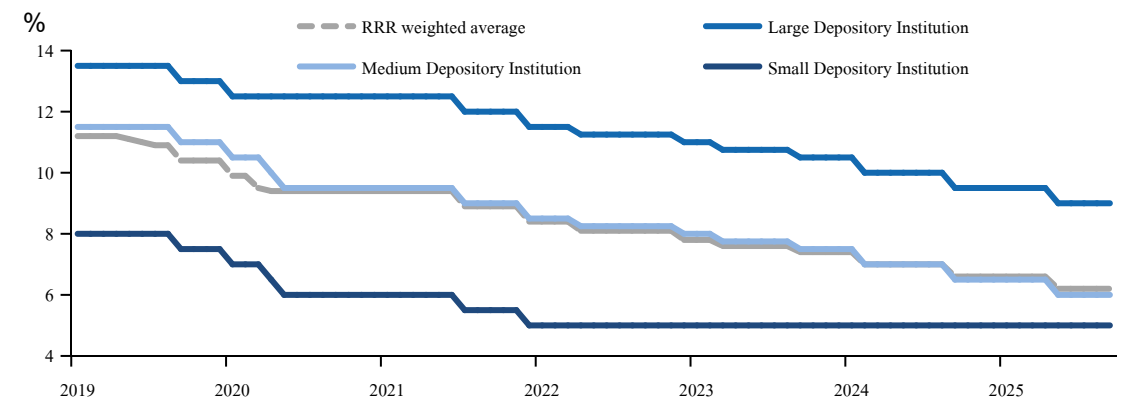 %
RRR weighted average
Large Depository Institution
Medium Depository Institution
Small Depository Institution
14
12
10
8
6
4
2019 2020 2021 2022 2023 2024 2025